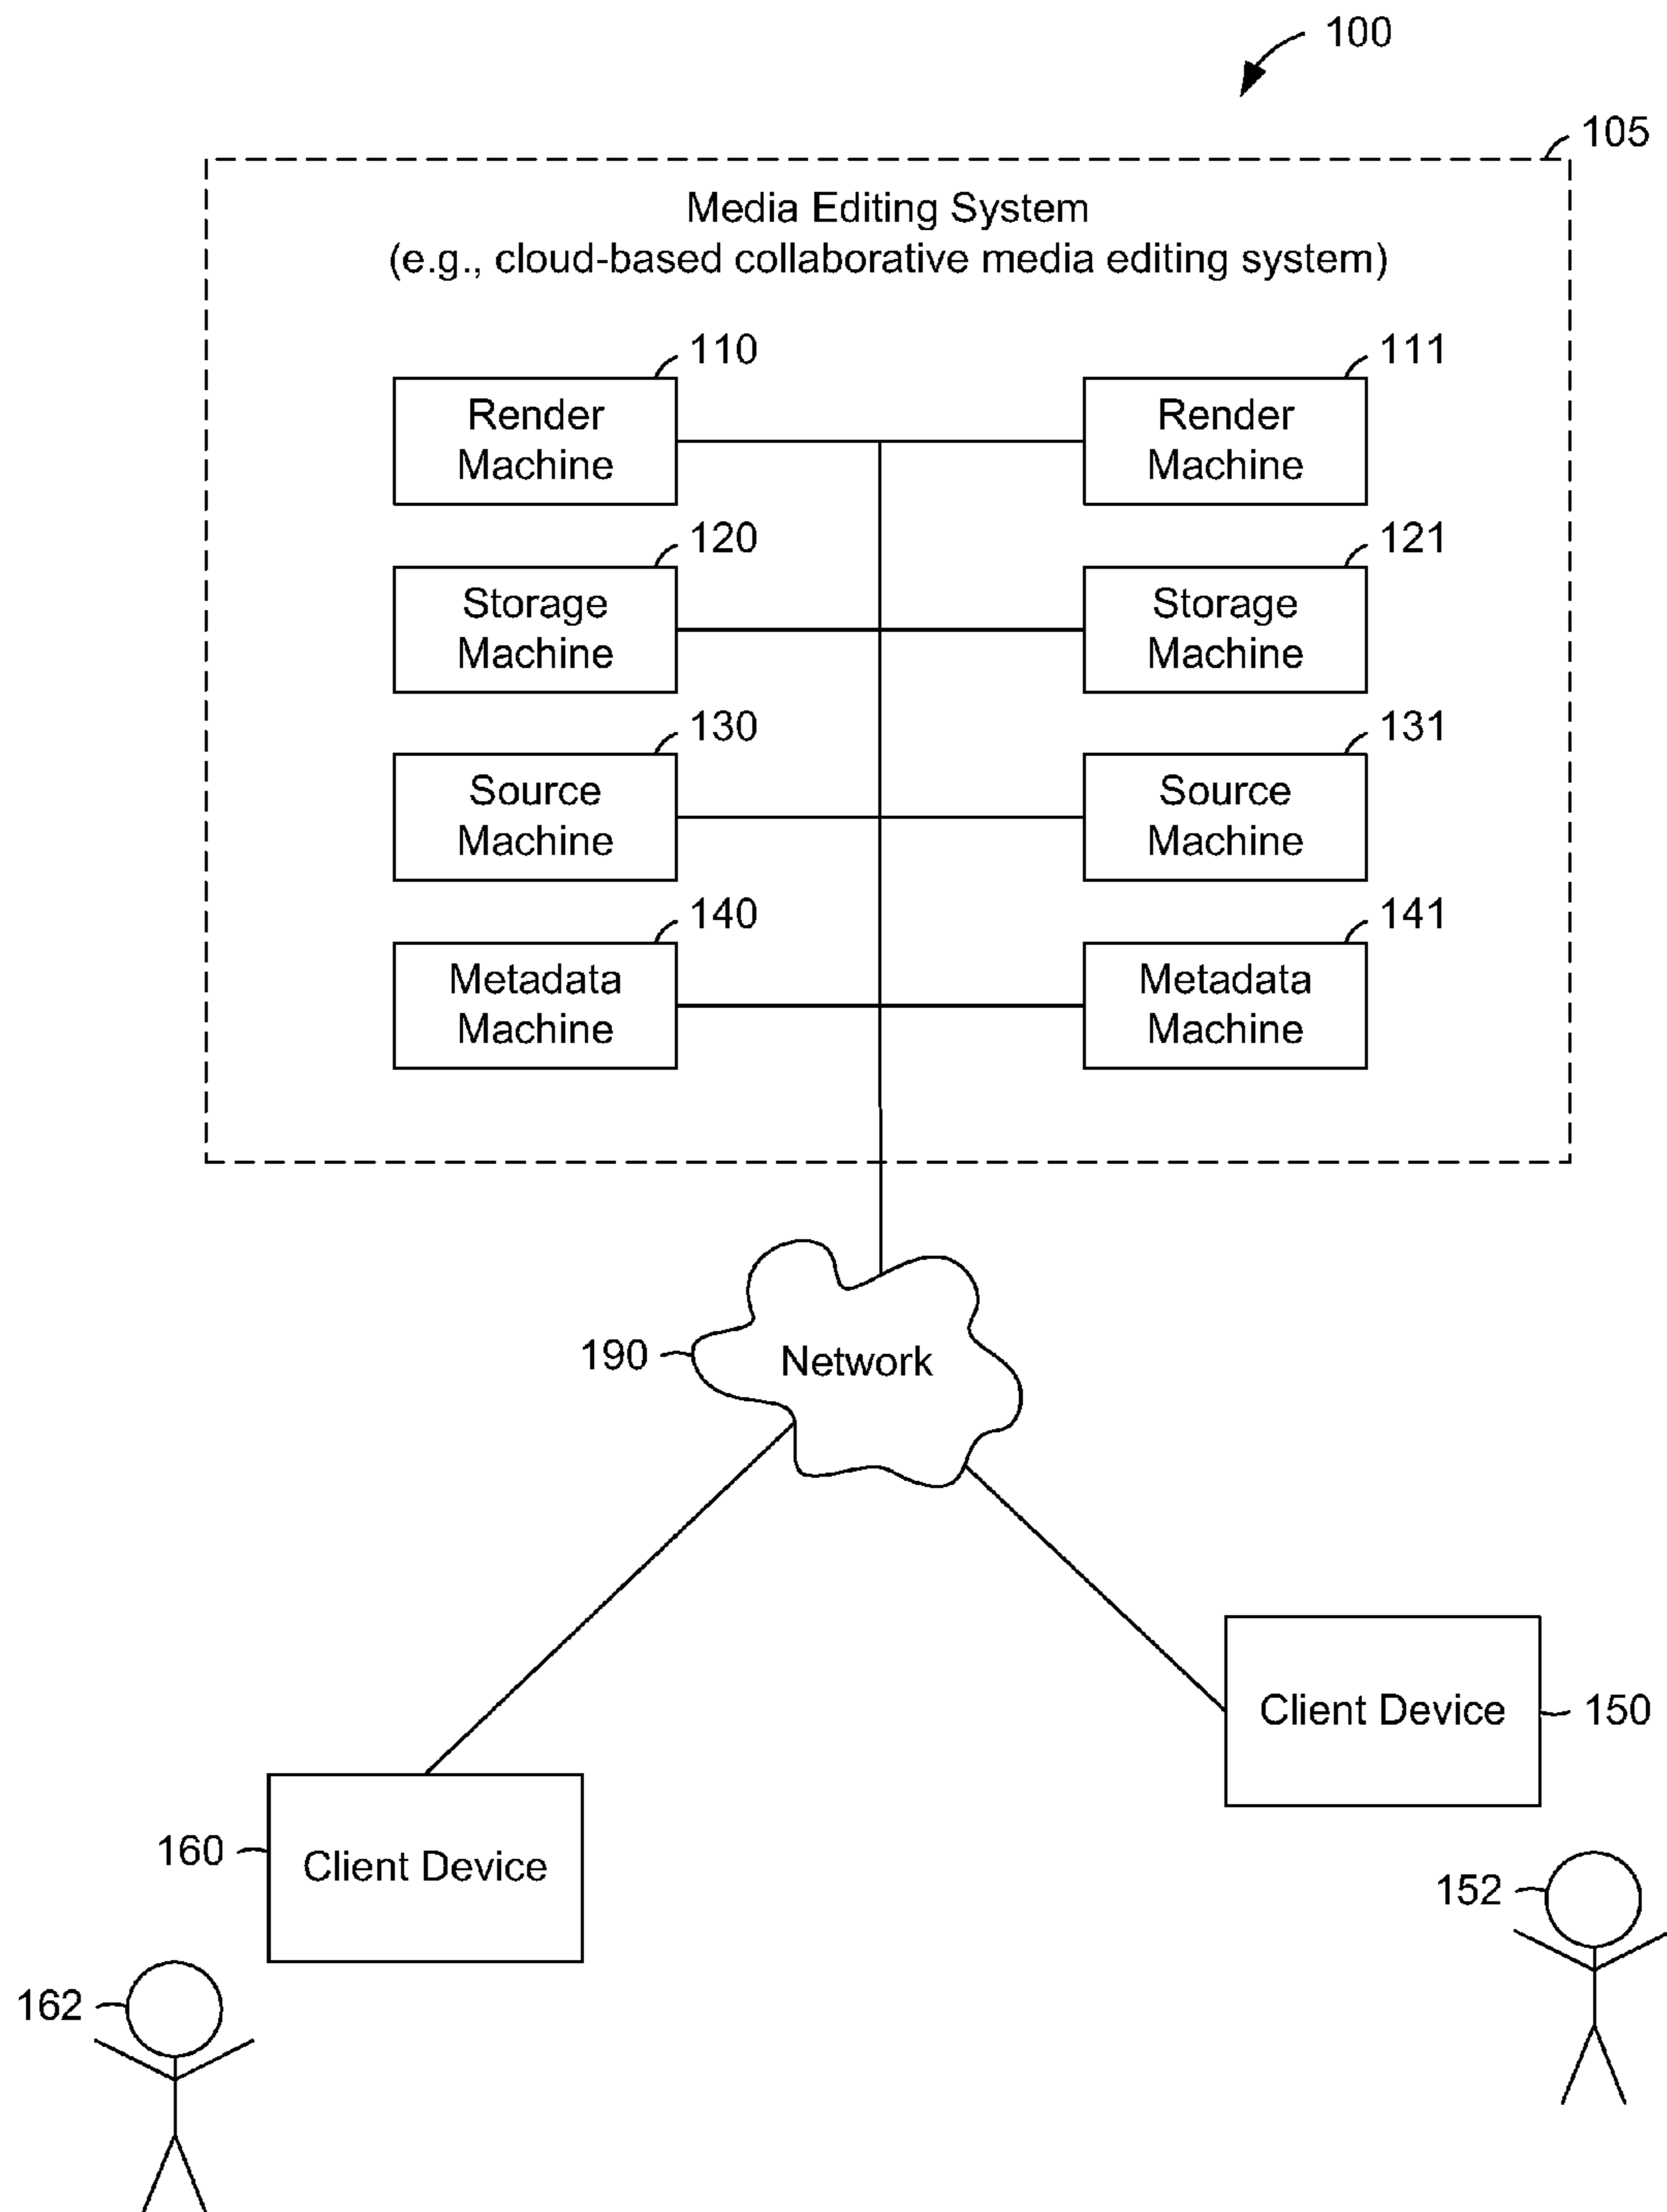 100
105
Media Editing System
(e.g., cloud-based collaborative media editing system)
110
111
Render
Machine
Render
Machine
120
121
Storage
Machine
Storage
Machine
130
131
Source
Machine
Source
Machine
140
141
Metadata
Machine
Metadata
Machine
190
Network
Client Device
150
160
Client Device
152
162